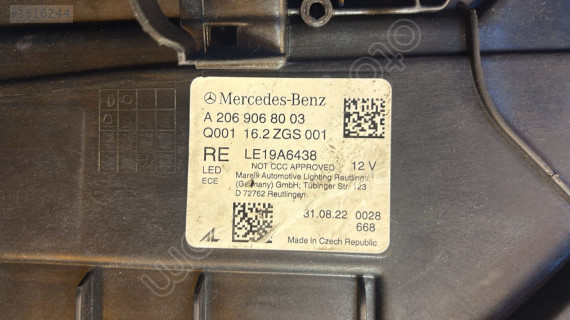 Mercedes-Benz
A 206 906 80 03
Q001 16.2 ZGS 001
RE LE19A6438
LED NOT CCC APPROVED 12 V
ECE Marelli Automotive Lighting Reutlingen
(Germany) GmbH; Tübinger Str. 123
D 72762 Reutlingen
31.08.22 0028
668
AL Made in Czech Republic